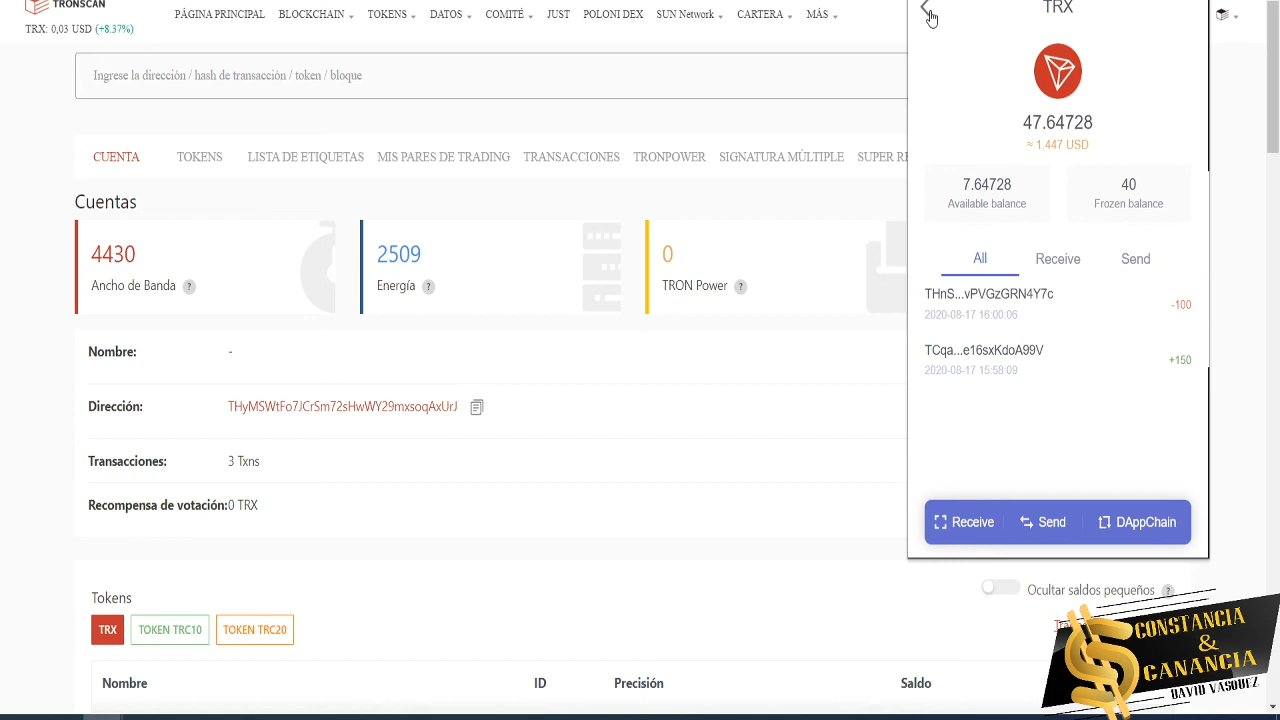 TRONSCAN
TRX: 0,03 USD (+8.37%)
PÁGINA PRINCIPAL BLOCKCHAIN TOKENS DATOS COMITÉ JUST POLONI DEX SUN Network CARTERA MÁS
Ingrese la dirección / hash de transacción / token / bloque
CUENTA TOKENS LISTA DE ETIQUETAS MIS PARES DE TRADING TRANSACCIONES TRONPOWER SIGNATURA MÚLTIPLE SUPER RE
Cuentas
4430
Ancho de Banda ?
2509
Energía ?
0
TRON Power ?
Nombre: -
Dirección: THyMSWtFo7JCrSm72sHwWY29mxsoqAxUrJ
Transacciones: 3 Txns
Recompensa de votación:0 TRX
Tokens
Ocultar saldos pequeños ?
TRX TOKEN TRC10 TOKEN TRC20
Nombre ID Precisión Saldo
TRX
47.64728
≈ 1.447 USD
7.64728
Available balance
40
Frozen balance
All Receive Send
THnS...vPVGzGRN4Y7c
2020-08-17 16:00:06
-100
TCqa...e16sxKdoA99V
2020-08-17 15:58:09
+150
Receive Send DAppChain
CONSTANCIA
&
GANANCIA
DAVID VASQUEZ